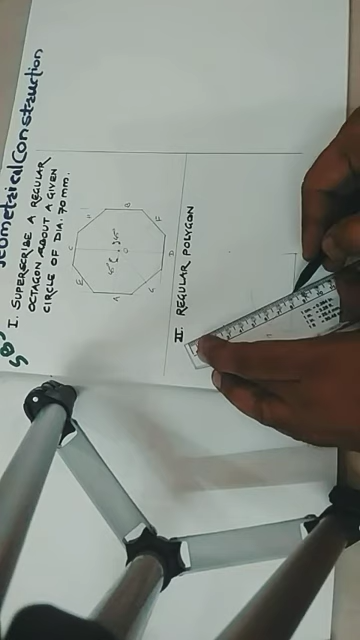 Geometrical Construction
I. SUPERSCRIBE A REGULAR
OCTAGON ABOUT A GIVEN
CIRCLE OF DIA: 70 MM.
II. REGULAR POLYGON